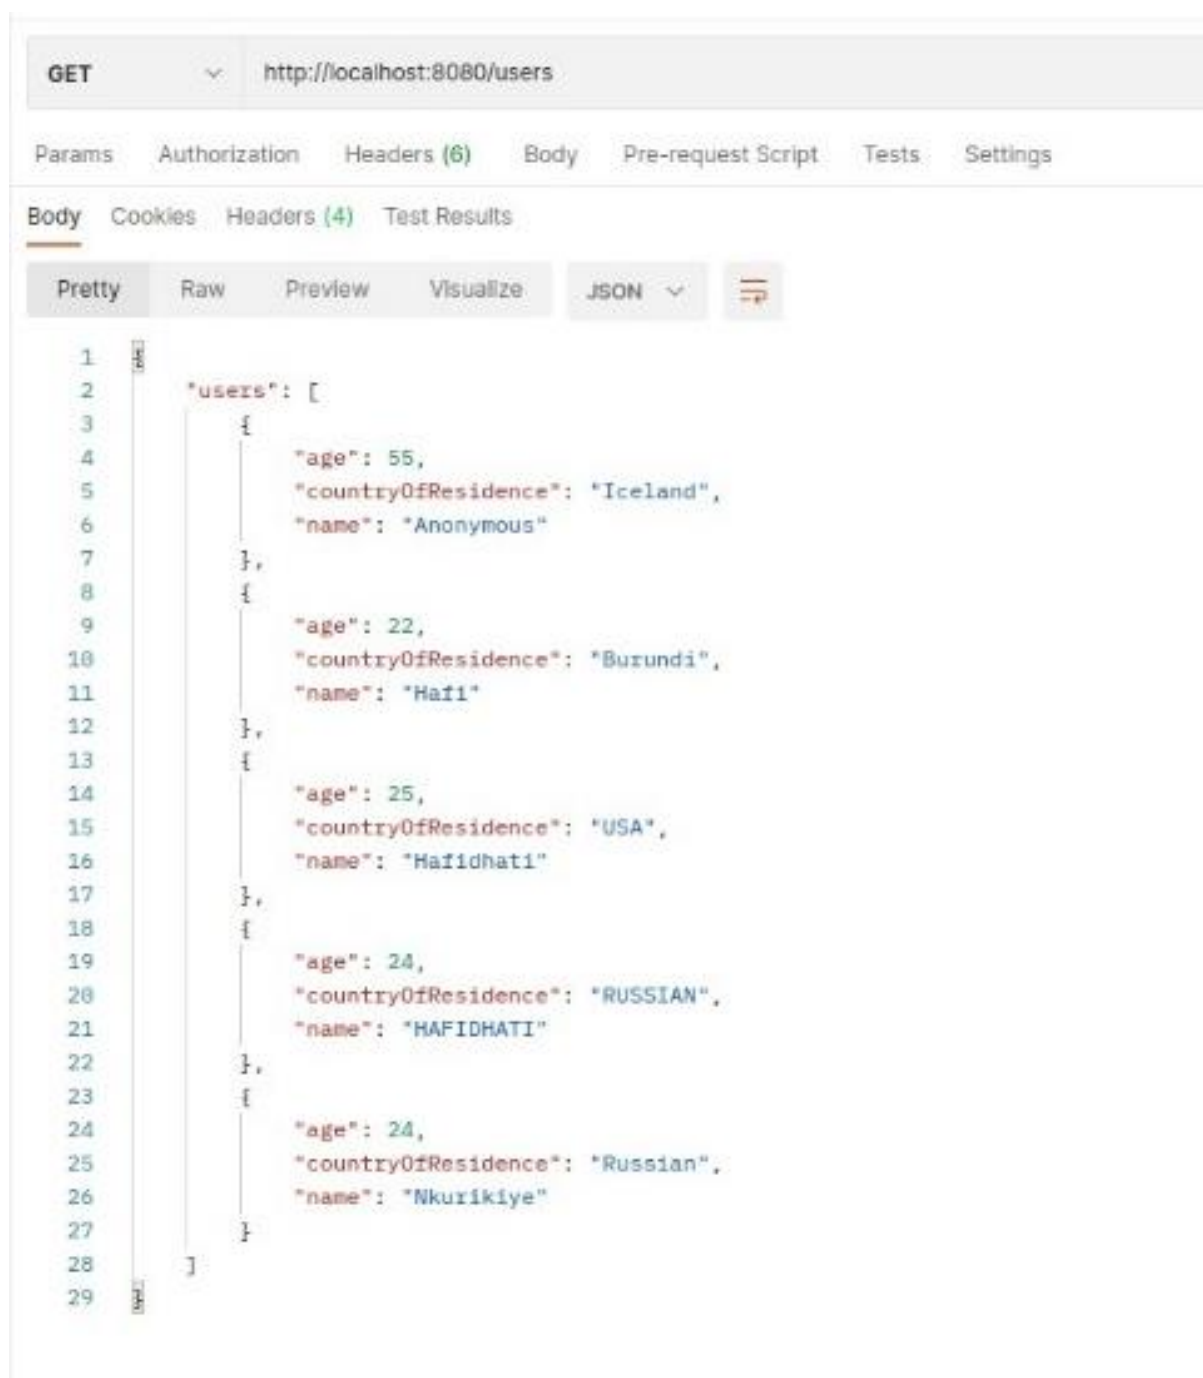 GET http://localhost:8080/users
Params Authorization Headers (6) Body Pre-request Script Tests Settings
Body Cookies Headers (4) Test Results
Pretty Raw Preview Visualize JSON
1 {
2 "users": [
3 {
4 "age": 55,
5 "countryOfResidence": "Iceland",
6 "name": "Anonymous"
7 },
8 {
9 "age": 22,
10 "countryOfResidence": "Burundi",
11 "name": "Hafi"
12 },
13 {
14 "age": 25,
15 "countryOfResidence": "USA",
16 "name": "Hafidhati"
17 },
18 {
19 "age": 24,
20 "countryOfResidence": "RUSSIAN",
21 "name": "HAFIDHATI"
22 },
23 {
24 "age": 24,
25 "countryOfResidence": "Russian",
26 "name": "Nkurikiye"
27 }
28 ]
29 }